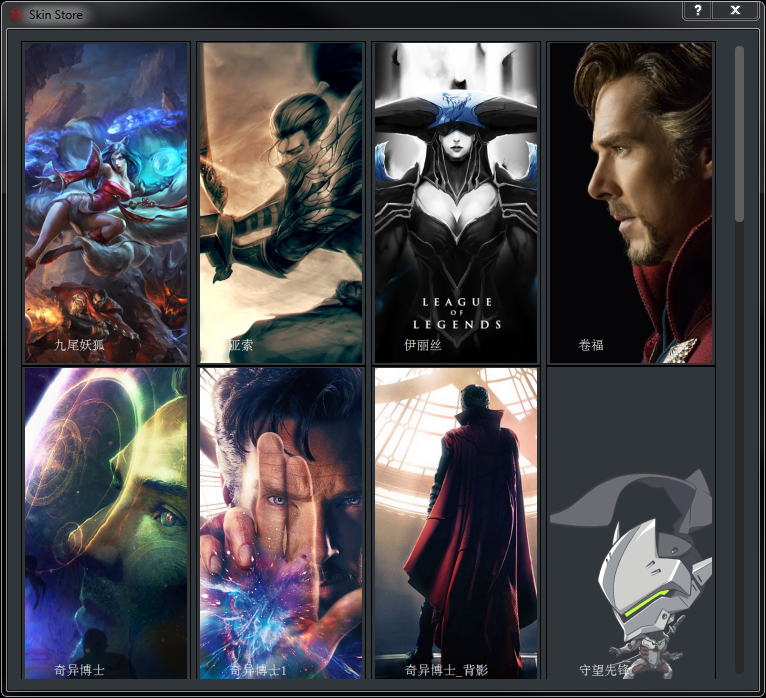 Skin Store
?
X
LEAGUE
OF
LEGENDS
九尾妖狐
亚索
伊丽丝
卷福
奇异博士
奇异博士1
奇异博士_背影
守望先锋